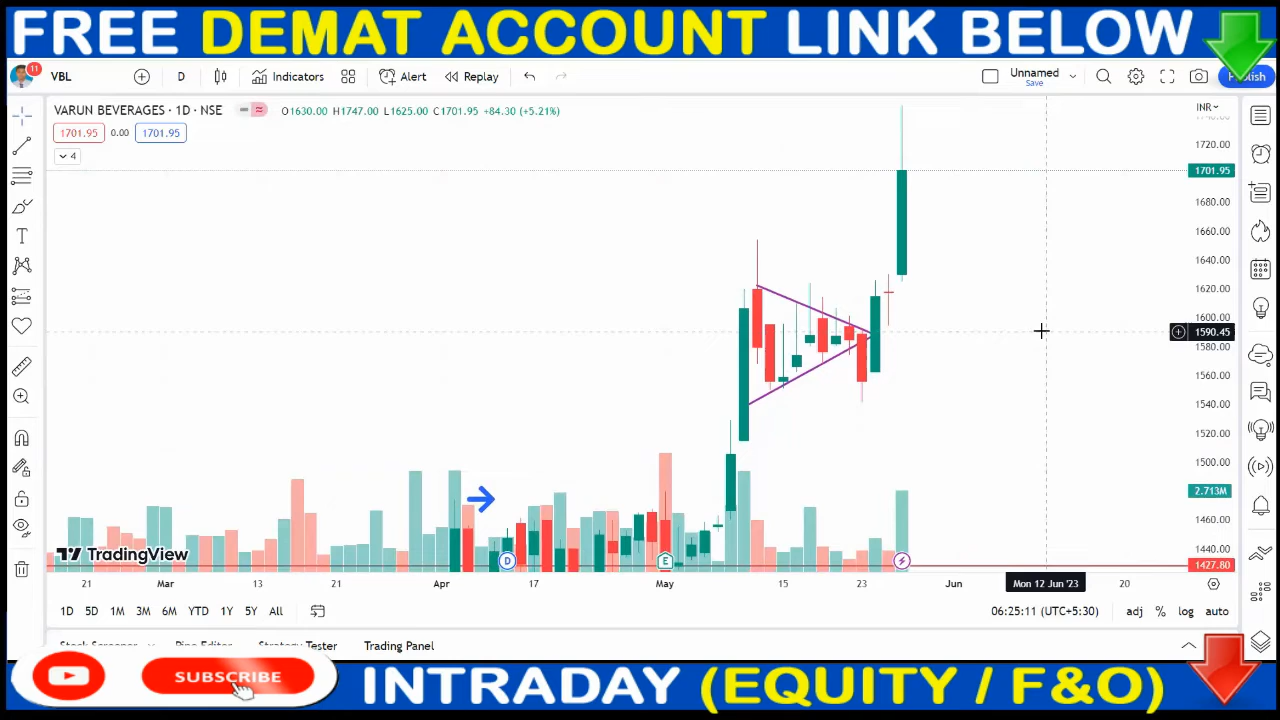 FREE DEMAT ACCOUNT LINK BELOW
11
VBL
D
Indicators
Alert
Replay
Unnamed
Save
Publish
VARUN BEVERAGES · 1D · NSE
O1630.00 H1747.00 L1625.00 C1701.95 +84.30 (+5.21%)
INR
1701.95 0.00 1701.95
4
1740.00
1720.00
1701.95
1680.00
1660.00
1640.00
1620.00
1600.00
1590.45
1580.00
1560.00
1540.00
1520.00
1500.00
2.713M
1460.00
1440.00
1427.80
TradingView
D
E
21 Mar 13 Apr 17 May 15 23 Jun Mon 12 Jun '23 20
1D 5D 1M 3M 6M YTD 1Y 5Y All
06:25:11 (UTC+5:30) adj % log auto
Stock Screener Pine Editor Strategy Tester Trading Panel
SUBSCRIBE
INTRADAY (EQUITY / F&O)